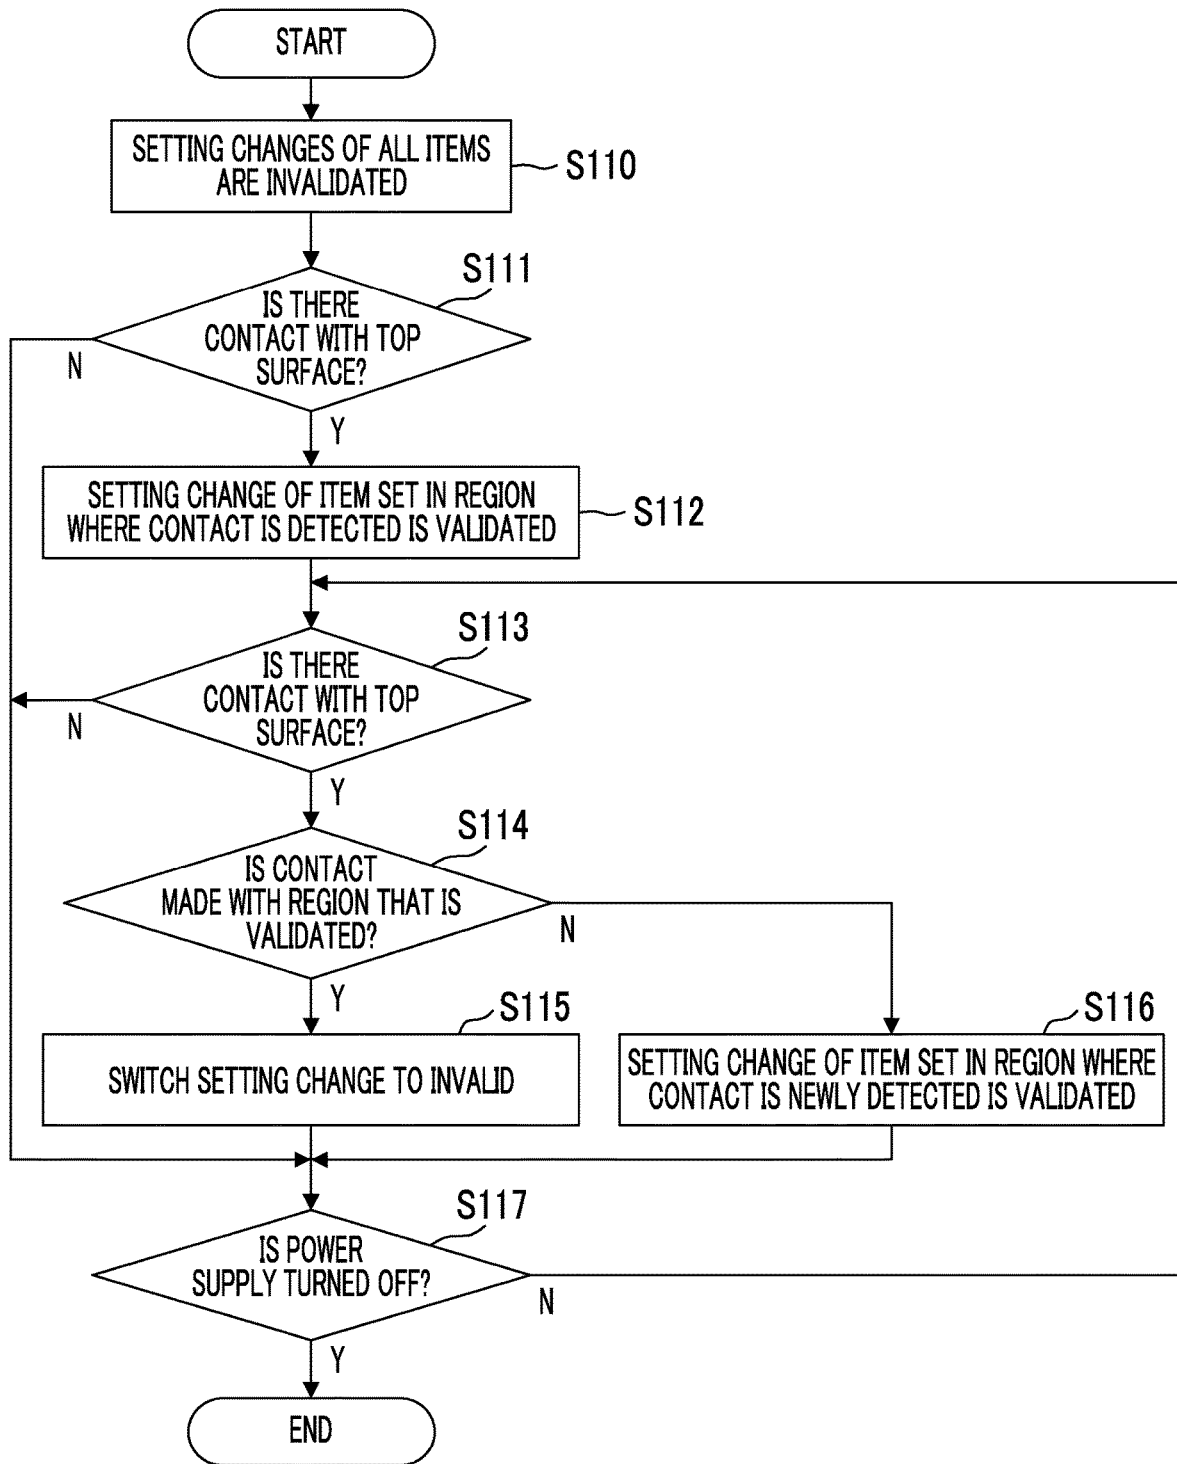 START
SETTING CHANGES OF ALL ITEMS
ARE INVALIDATED
S110
S111
IS THERE
CONTACT WITH TOP
SURFACE?
N
Y
SETTING CHANGE OF ITEM SET IN REGION
WHERE CONTACT IS DETECTED IS VALIDATED
S112
S113
IS THERE
CONTACT WITH TOP
SURFACE?
N
Y
S114
IS CONTACT
MADE WITH REGION THAT IS
VALIDATED?
N
Y
S115
SWITCH SETTING CHANGE TO INVALID
S116
SETTING CHANGE OF ITEM SET IN REGION WHERE
CONTACT IS NEWLY DETECTED IS VALIDATED
S117
IS POWER
SUPPLY TURNED OFF?
N
Y
END